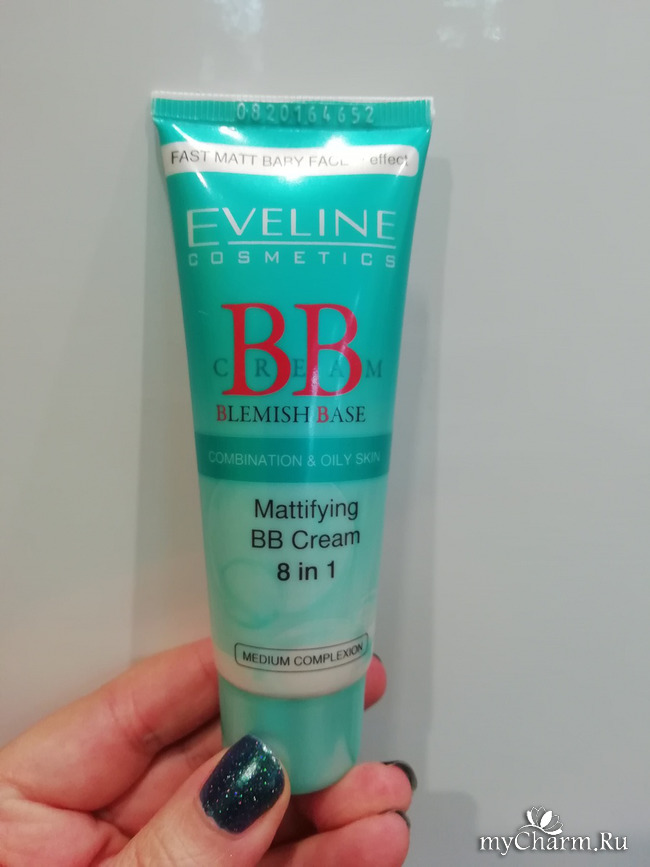 0820164652
FAST MATT BABY FACE effect
EVELINE
COSMETICS
BB
CREAM
BLEMISH BASE
COMBINATION & OILY SKIN
Mattifying
BB Cream
8 in 1
MEDIUM COMPLEXION
myCharm.Ru